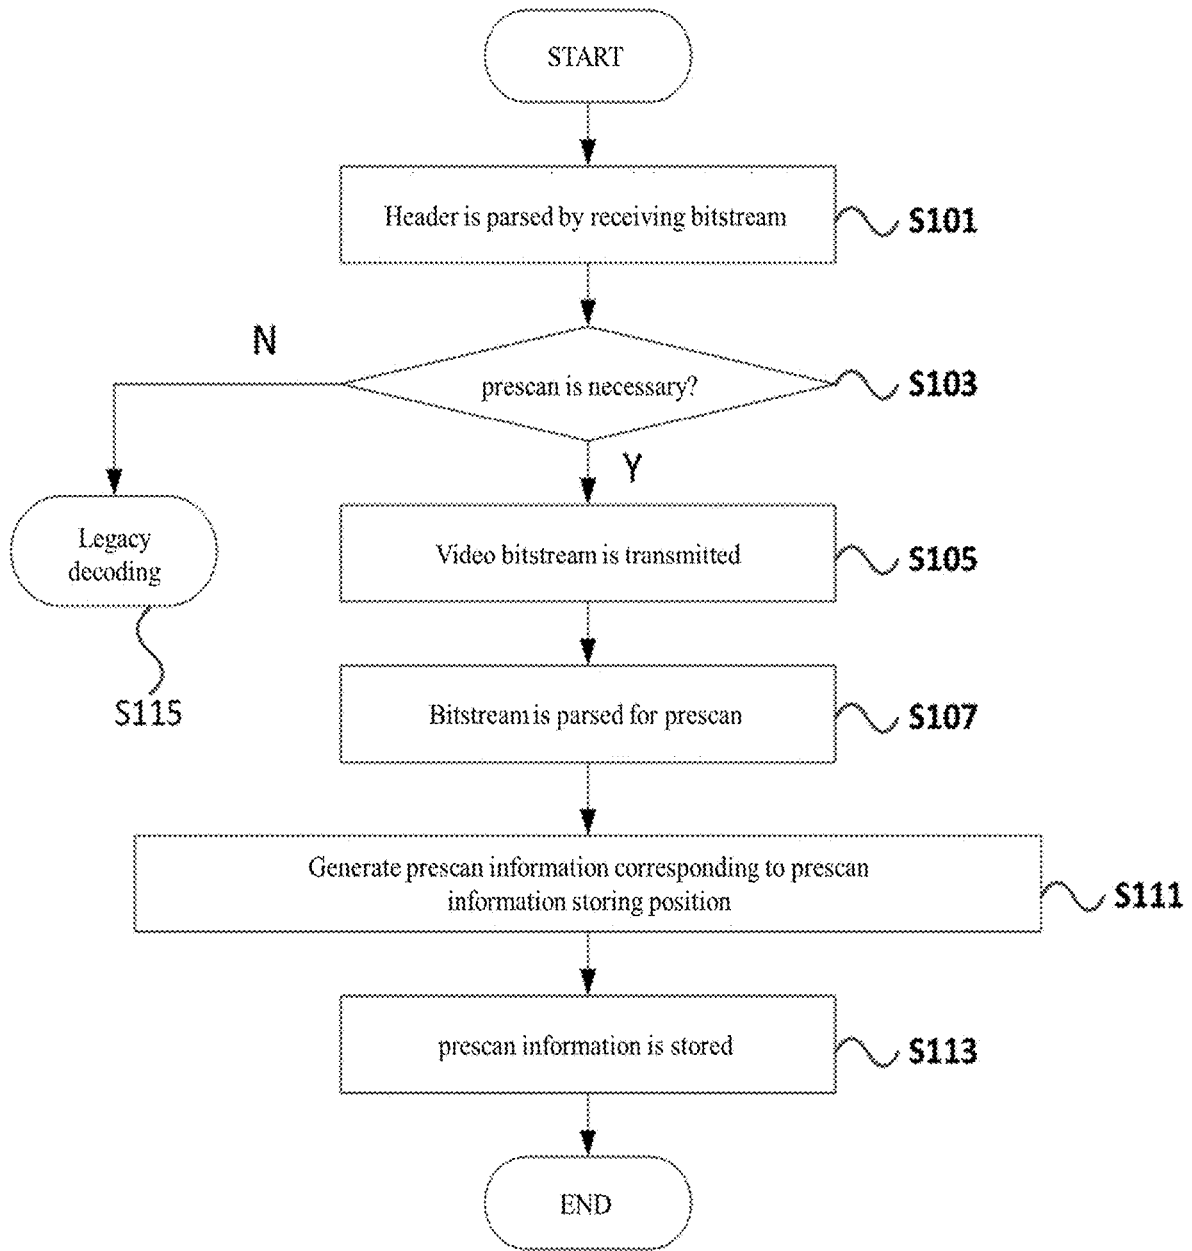 START
Header is parsed by receiving bitstream
S101
N
prescan is necessary?
S103
Y
Legacy
decoding
Video bitstream is transmitted
S105
S115
Bitstream is parsed for prescan
S107
Generate prescan information corresponding to prescan
information storing position
S111
prescan information is stored
S113
END